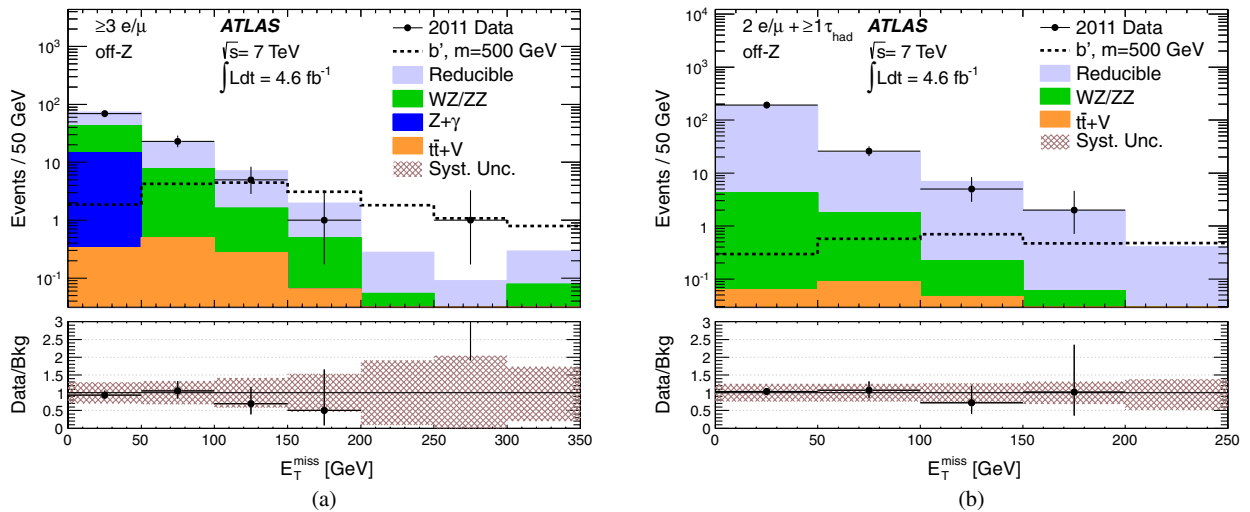 ≥3 e/μ
off-Z
ATLAS
√s= 7 TeV
∫Ldt = 4.6 fb⁻¹
2011 Data
b', m=500 GeV
Reducible
WZ/ZZ
Z+γ
tt̄+V
Syst. Unc.
Events / 50 GeV
10³
10²
10
1
10⁻¹
Data/Bkg
3
2.5
2
1.5
1
0.5
0
0 50 100 150 200 250 300 350
E_T^miss [GeV]
(a)
2 e/μ + ≥1τ_had
off-Z
ATLAS
√s= 7 TeV
∫Ldt = 4.6 fb⁻¹
2011 Data
b', m=500 GeV
Reducible
WZ/ZZ
tt̄+V
Syst. Unc.
Events / 50 GeV
10⁴
10³
10²
10
1
10⁻¹
Data/Bkg
3
2.5
2
1.5
1
0.5
0
0 50 100 150 200 250
E_T^miss [GeV]
(b)